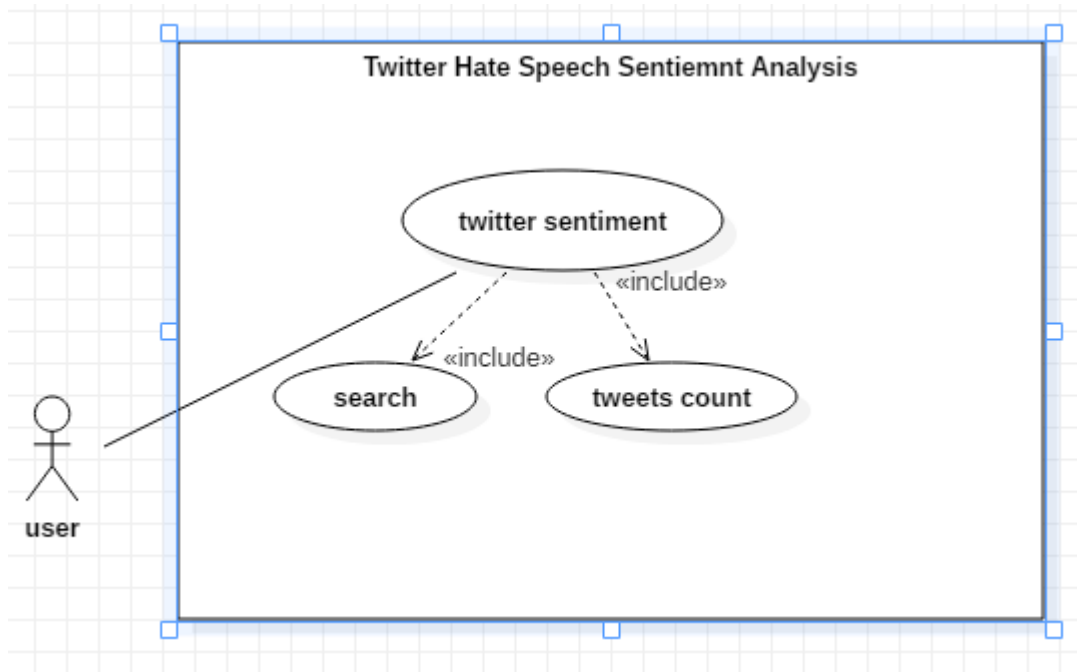 Twitter Hate Speech Sentiemnt Analysis
twitter sentiment
«include»
«include»
search
tweets count
user